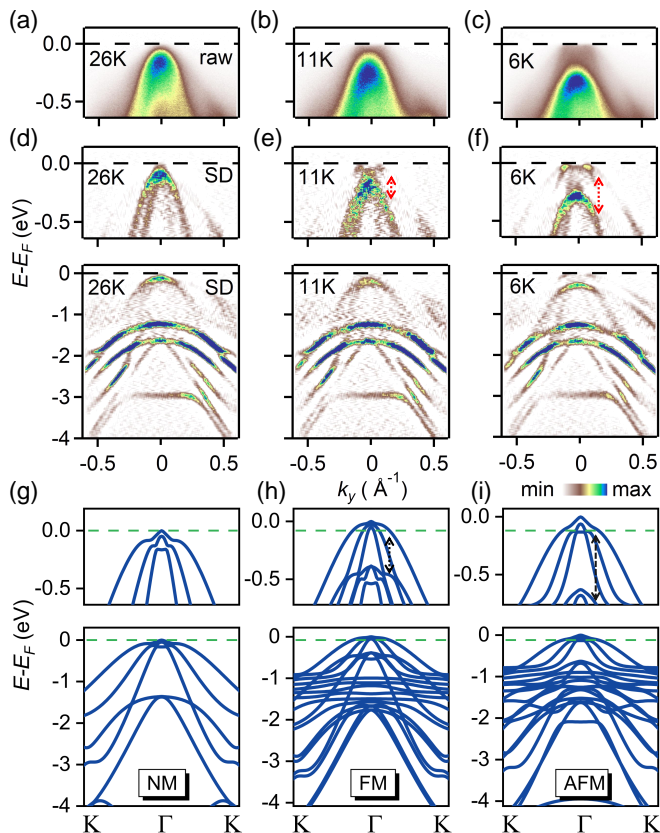 (a) (b) (c)
0.0
26K raw 11K 6K
-0.5
(d) (e) (f)
0.0
26K SD 11K 6K
-0.5
E-E_F (eV)
0
26K SD 11K 6K
-1
-2
-3
-4
-0.5 0 0.5 -0.5 0 0.5 -0.5 0 0.5
k_y ( Å⁻¹)
min max
(g) (h) (i)
0.0 0.0 0.0
-0.5 -0.5 -0.5
E-E_F (eV)
0 0 0
-1 -1 -1
-2 -2 -2
-3 -3 -3
NM FM AFM
-4 -4 -4
K Γ K K Γ K K Γ K